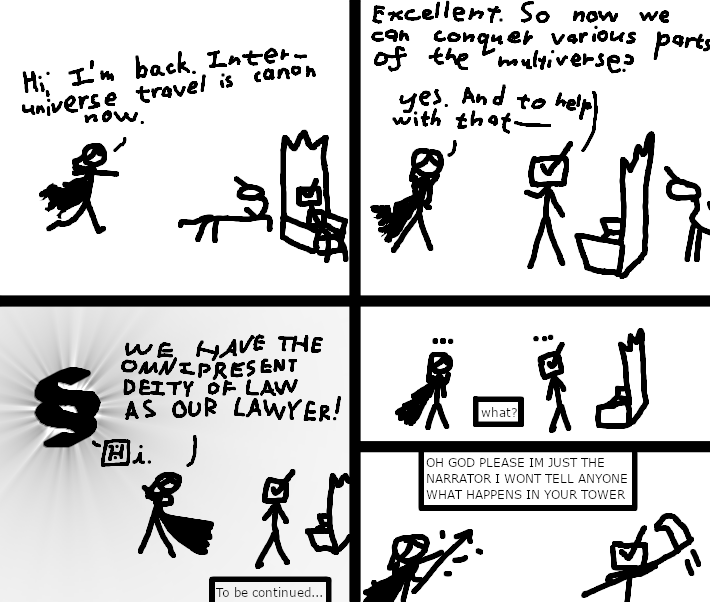 Hi, I'm back. Inter-
universe travel is canon
now.
Excellent. So now we
can conquer various parts
of the multiverse?
yes. And to help
with that—
WE HAVE THE
OMNIPRESENT
DEITY OF LAW
AS OUR LAWYER!
§
Hi.
To be continued...
...
...
what?
OH GOD PLEASE IM JUST THE
NARRATOR I WONT TELL ANYONE
WHAT HAPPENS IN YOUR TOWER